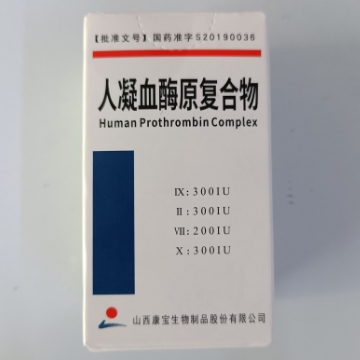 【批准文号】国药准字S20190036
人凝血酶原复合物
Human Prothrombin Complex
Ⅸ: 300IU
Ⅱ: 300IU
Ⅶ: 200IU
Ⅹ: 300IU
山西康宝生物制品股份有限公司